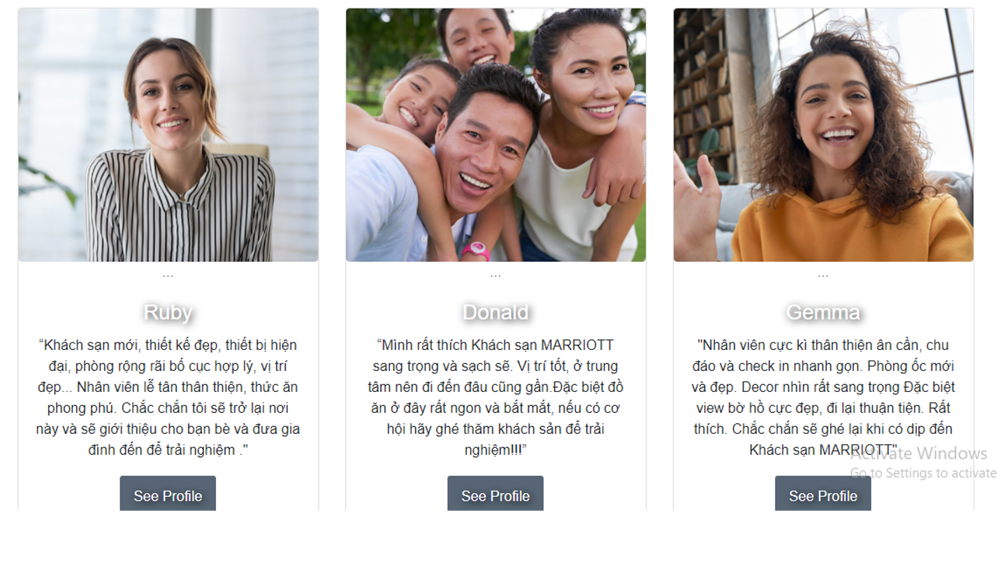 ...
Ruby
“Khách sạn mới, thiết kế đẹp, thiết bị hiện
đại, phòng rộng rãi bố cục hợp lý, vị trí
đẹp... Nhân viên lễ tân thân thiện, thức ăn
phong phú. Chắc chắn tôi sẽ trở lại nơi
này và sẽ giới thiệu cho bạn bè và đưa gia
đình đến để trải nghiệm ."
See Profile
...
Donald
“Mình rất thích Khách sạn MARRIOTT
sang trọng và sạch sẽ. Vị trí tốt, ở trung
tâm nên đi đến đâu cũng gần.Đặc biệt đồ
ăn ở đây rất ngon và bắt mắt, nếu có cơ
hội hãy ghé thăm khách sản để trải
nghiệm!!!”
See Profile
...
Gemma
"Nhân viên cực kì thân thiện ân cần, chu
đáo và check in nhanh gọn. Phòng ốc mới
và đẹp. Decor nhìn rất sang trọng Đặc biệt
view bờ hồ cực đẹp, đi lại thuận tiện. Rất
thích. Chắc chắn sẽ ghé lại khi có dịp đến
Khách sạn MARRIOTT"
See Profile
Activate Windows
Go to Settings to activate